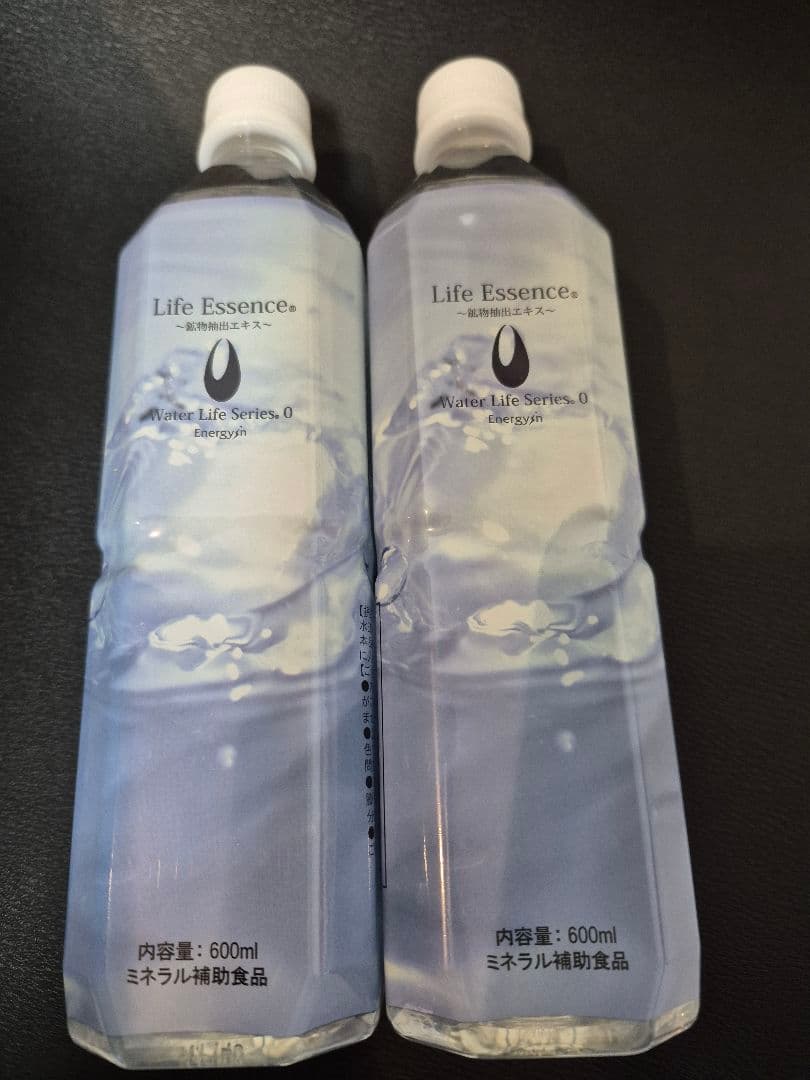 Life Essence®
～鉱物抽出エキス～
Water Life Series® 0
Energysin
内容量：600ml
ミネラル補助食品
Life Essence®
～鉱物抽出エキス～
Water Life Series® 0
Energysin
内容量：600ml
ミネラル補助食品